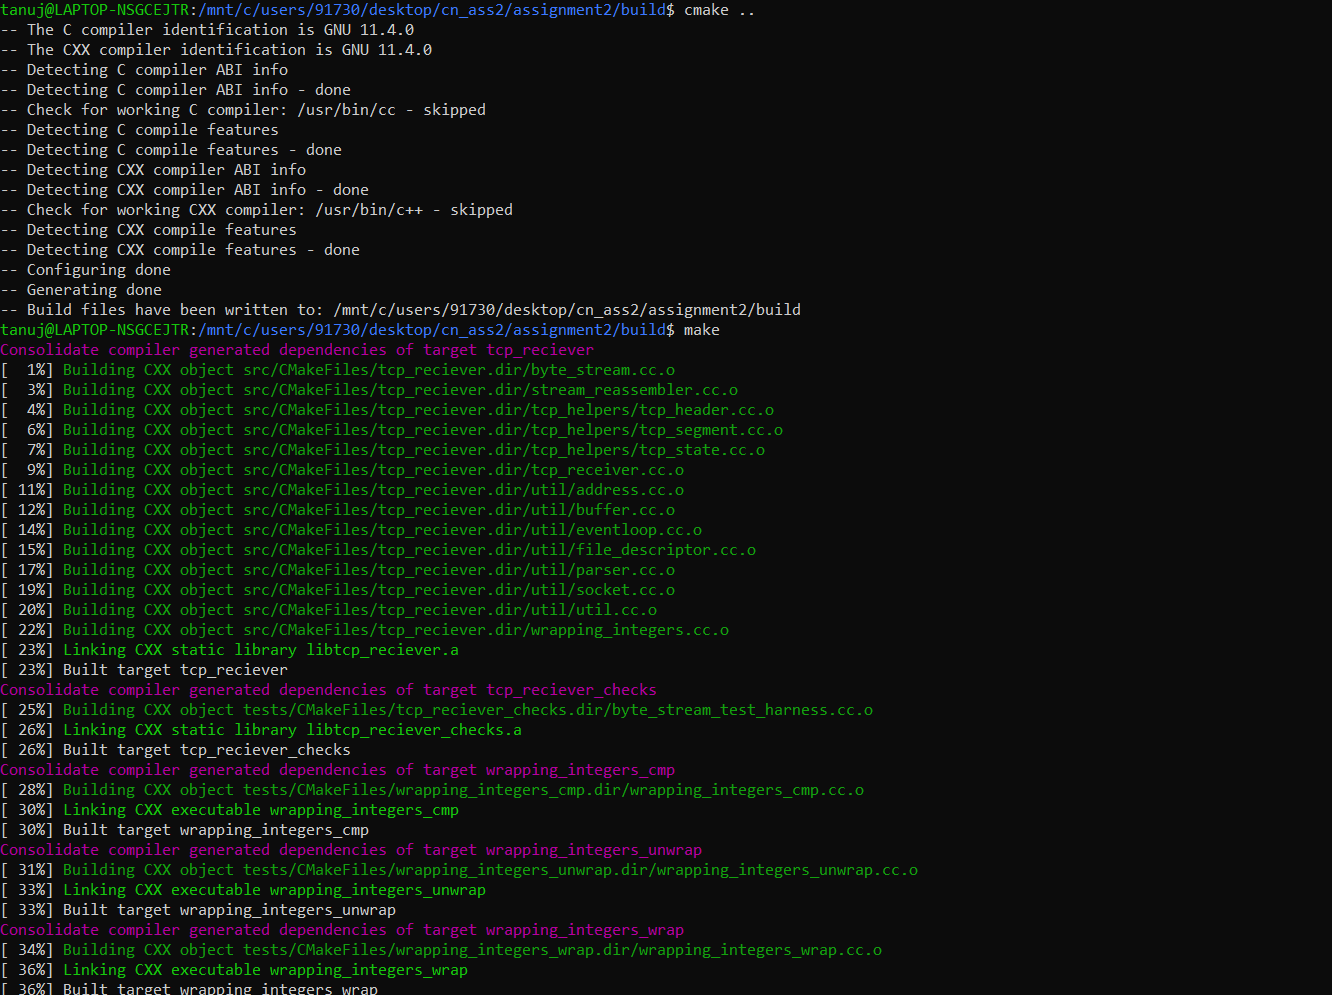 tanuj@LAPTOP-NSGCEJTR:/mnt/c/users/91730/desktop/cn_ass2/assignment2/build$ cmake ..
-- The C compiler identification is GNU 11.4.0
-- The CXX compiler identification is GNU 11.4.0
-- Detecting C compiler ABI info
-- Detecting C compiler ABI info - done
-- Check for working C compiler: /usr/bin/cc - skipped
-- Detecting C compile features
-- Detecting C compile features - done
-- Detecting CXX compiler ABI info
-- Detecting CXX compiler ABI info - done
-- Check for working CXX compiler: /usr/bin/c++ - skipped
-- Detecting CXX compile features
-- Detecting CXX compile features - done
-- Configuring done
-- Generating done
-- Build files have been written to: /mnt/c/users/91730/desktop/cn_ass2/assignment2/build
tanuj@LAPTOP-NSGCEJTR:/mnt/c/users/91730/desktop/cn_ass2/assignment2/build$ make
Consolidate compiler generated dependencies of target tcp_reciever
[  1%] Building CXX object src/CMakeFiles/tcp_reciever.dir/byte_stream.cc.o
[  3%] Building CXX object src/CMakeFiles/tcp_reciever.dir/stream_reassembler.cc.o
[  4%] Building CXX object src/CMakeFiles/tcp_reciever.dir/tcp_helpers/tcp_header.cc.o
[  6%] Building CXX object src/CMakeFiles/tcp_reciever.dir/tcp_helpers/tcp_segment.cc.o
[  7%] Building CXX object src/CMakeFiles/tcp_reciever.dir/tcp_helpers/tcp_state.cc.o
[  9%] Building CXX object src/CMakeFiles/tcp_reciever.dir/tcp_receiver.cc.o
[ 11%] Building CXX object src/CMakeFiles/tcp_reciever.dir/util/address.cc.o
[ 12%] Building CXX object src/CMakeFiles/tcp_reciever.dir/util/buffer.cc.o
[ 14%] Building CXX object src/CMakeFiles/tcp_reciever.dir/util/eventloop.cc.o
[ 15%] Building CXX object src/CMakeFiles/tcp_reciever.dir/util/file_descriptor.cc.o
[ 17%] Building CXX object src/CMakeFiles/tcp_reciever.dir/util/parser.cc.o
[ 19%] Building CXX object src/CMakeFiles/tcp_reciever.dir/util/socket.cc.o
[ 20%] Building CXX object src/CMakeFiles/tcp_reciever.dir/util/util.cc.o
[ 22%] Building CXX object src/CMakeFiles/tcp_reciever.dir/wrapping_integers.cc.o
[ 23%] Linking CXX static library libtcp_reciever.a
[ 23%] Built target tcp_reciever
Consolidate compiler generated dependencies of target tcp_reciever_checks
[ 25%] Building CXX object tests/CMakeFiles/tcp_reciever_checks.dir/byte_stream_test_harness.cc.o
[ 26%] Linking CXX static library libtcp_reciever_checks.a
[ 26%] Built target tcp_reciever_checks
Consolidate compiler generated dependencies of target wrapping_integers_cmp
[ 28%] Building CXX object tests/CMakeFiles/wrapping_integers_cmp.dir/wrapping_integers_cmp.cc.o
[ 30%] Linking CXX executable wrapping_integers_cmp
[ 30%] Built target wrapping_integers_cmp
Consolidate compiler generated dependencies of target wrapping_integers_unwrap
[ 31%] Building CXX object tests/CMakeFiles/wrapping_integers_unwrap.dir/wrapping_integers_unwrap.cc.o
[ 33%] Linking CXX executable wrapping_integers_unwrap
[ 33%] Built target wrapping_integers_unwrap
Consolidate compiler generated dependencies of target wrapping_integers_wrap
[ 34%] Building CXX object tests/CMakeFiles/wrapping_integers_wrap.dir/wrapping_integers_wrap.cc.o
[ 36%] Linking CXX executable wrapping_integers_wrap
[ 36%] Built target wrapping_integers_wrap